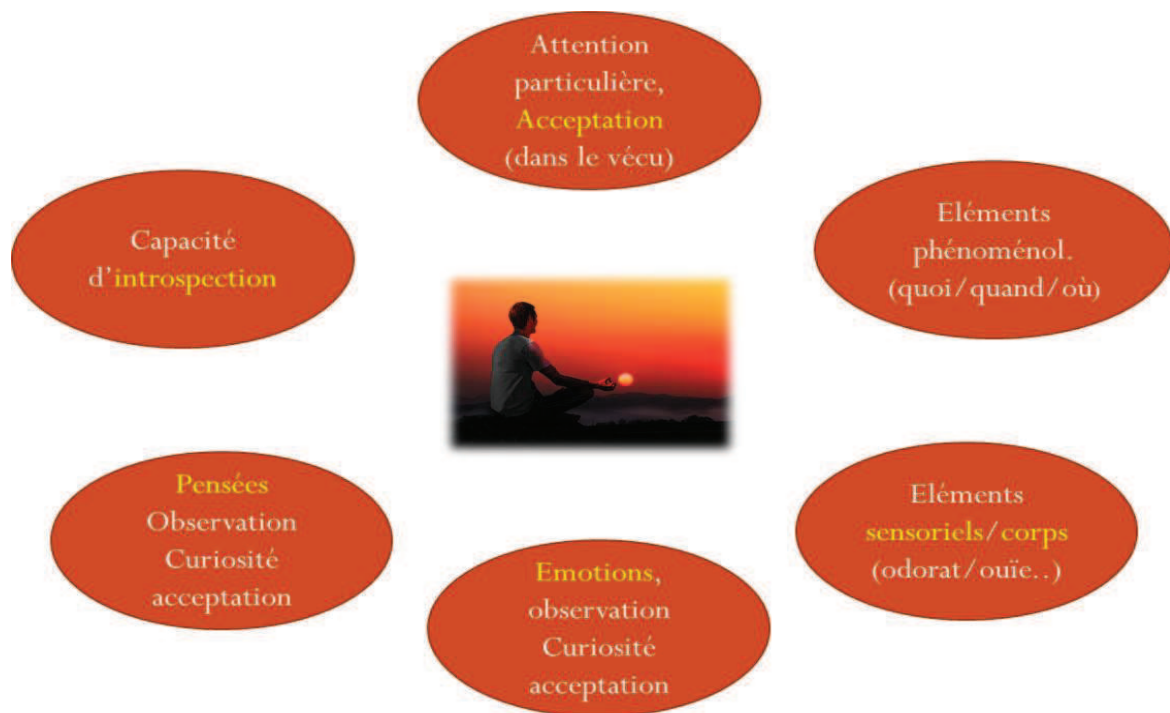 Attention
particulière,
Acceptation
(dans le vécu)
Eléments
phénoménol.
(quoi/quand/où)
Eléments
sensoriels/corps
(odorat/ouïe..)
Emotions,
observation
Curiosité
acceptation
Pensées
Observation
Curiosité
acceptation
Capacité
d'introspection